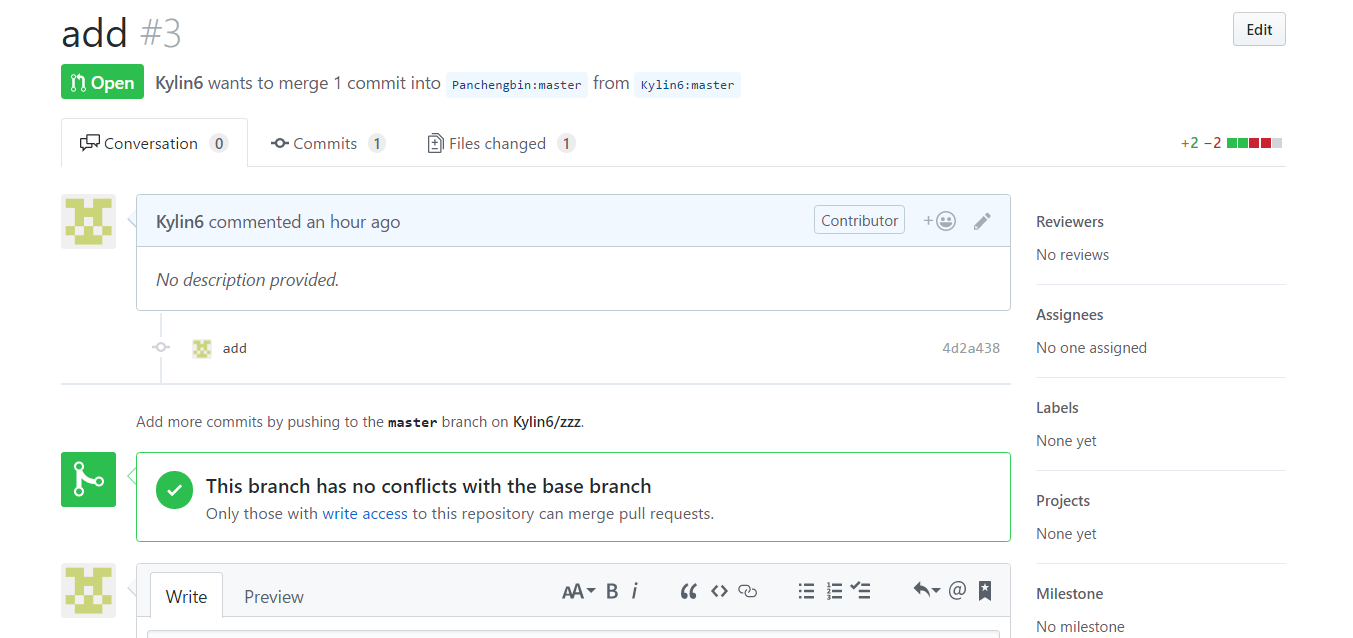 add #3
Edit
Open Kylin6 wants to merge 1 commit into Panchengbin:master from Kylin6:master
Conversation 0 Commits 1 Files changed 1 +2 −2
Kylin6 commented an hour ago Contributor
Reviewers
No reviews
No description provided.
Assignees
No one assigned
add 4d2a438
Labels
None yet
Add more commits by pushing to the master branch on Kylin6/zzz.
This branch has no conflicts with the base branch
Only those with write access to this repository can merge pull requests.
Projects
None yet
Milestone
No milestone
Write Preview AA B i